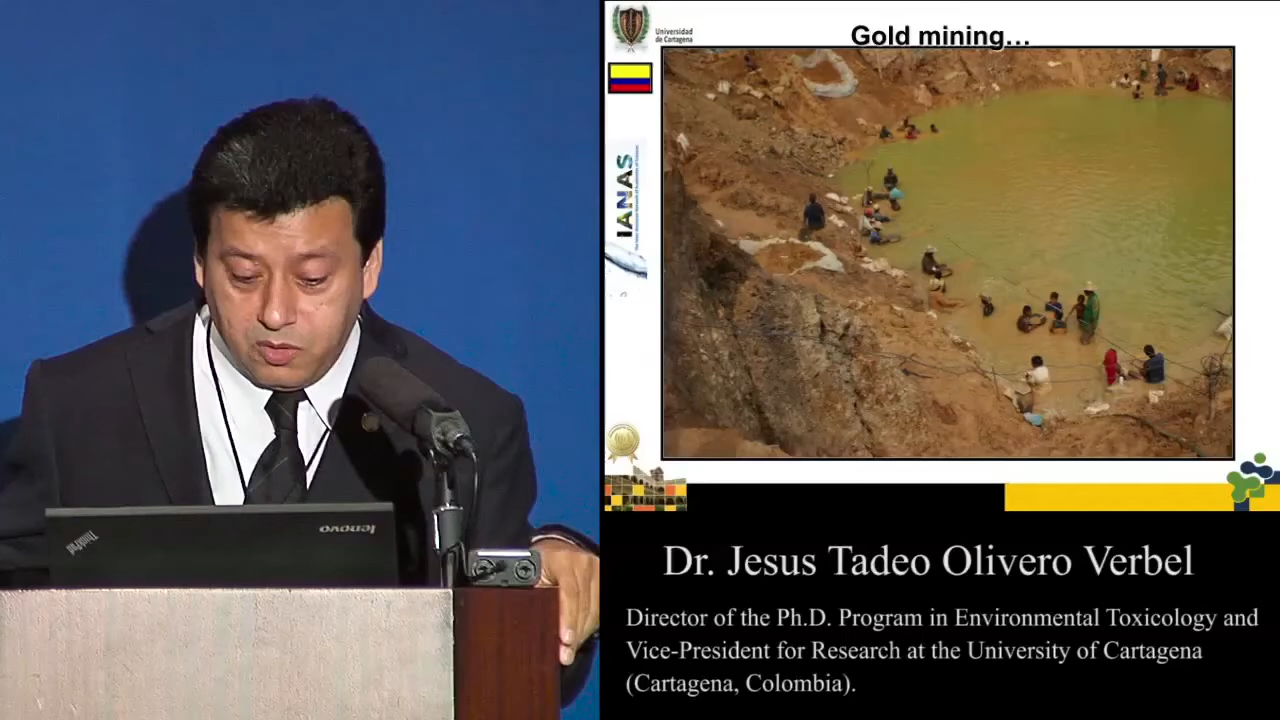 Universidad
de Cartagena
Gold mining...
IANAS
ThinkPad
lenovo
Dr. Jesus Tadeo Olivero Verbel
Director of the Ph.D. Program in Environmental Toxicology and
Vice-President for Research at the University of Cartagena
(Cartagena, Colombia).